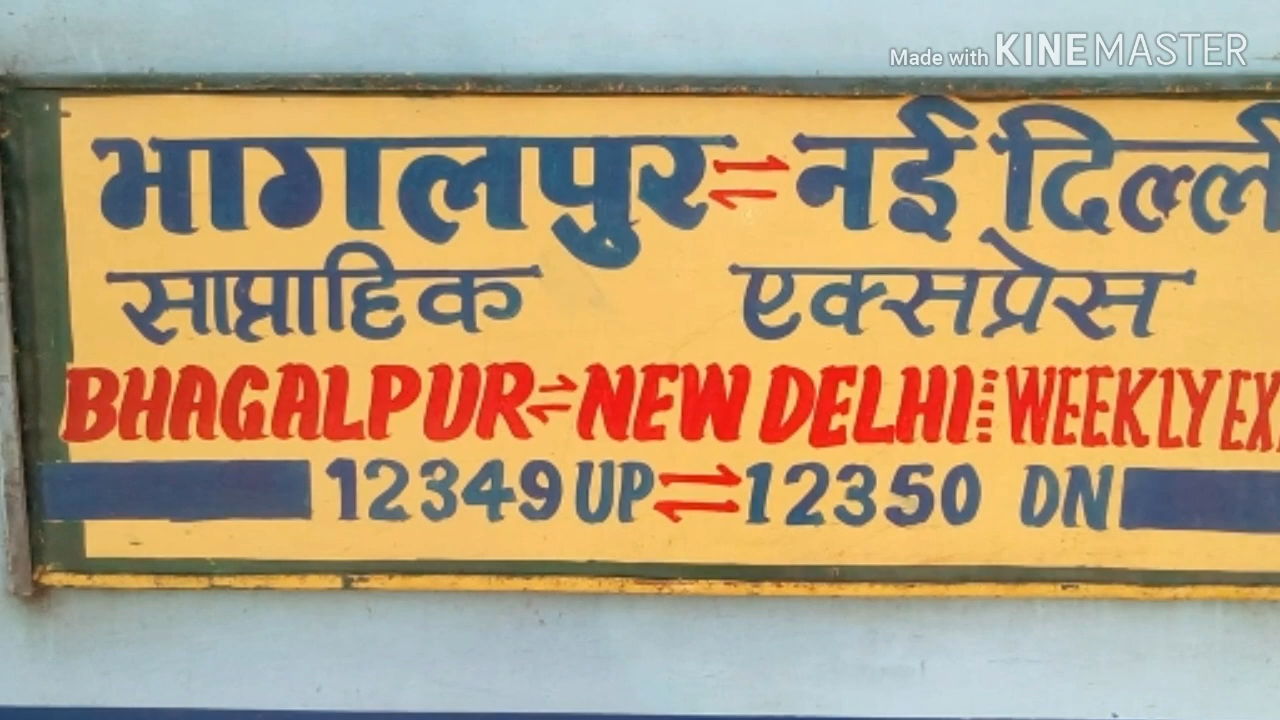 Made with KINEMASTER
भागलपुर ⇌ नई दिल्ली
साप्ताहिक एक्सप्रेस
BHAGALPUR ⇌ NEW DELHI WEEKLY EX
12349 UP ⇌ 12350 DN